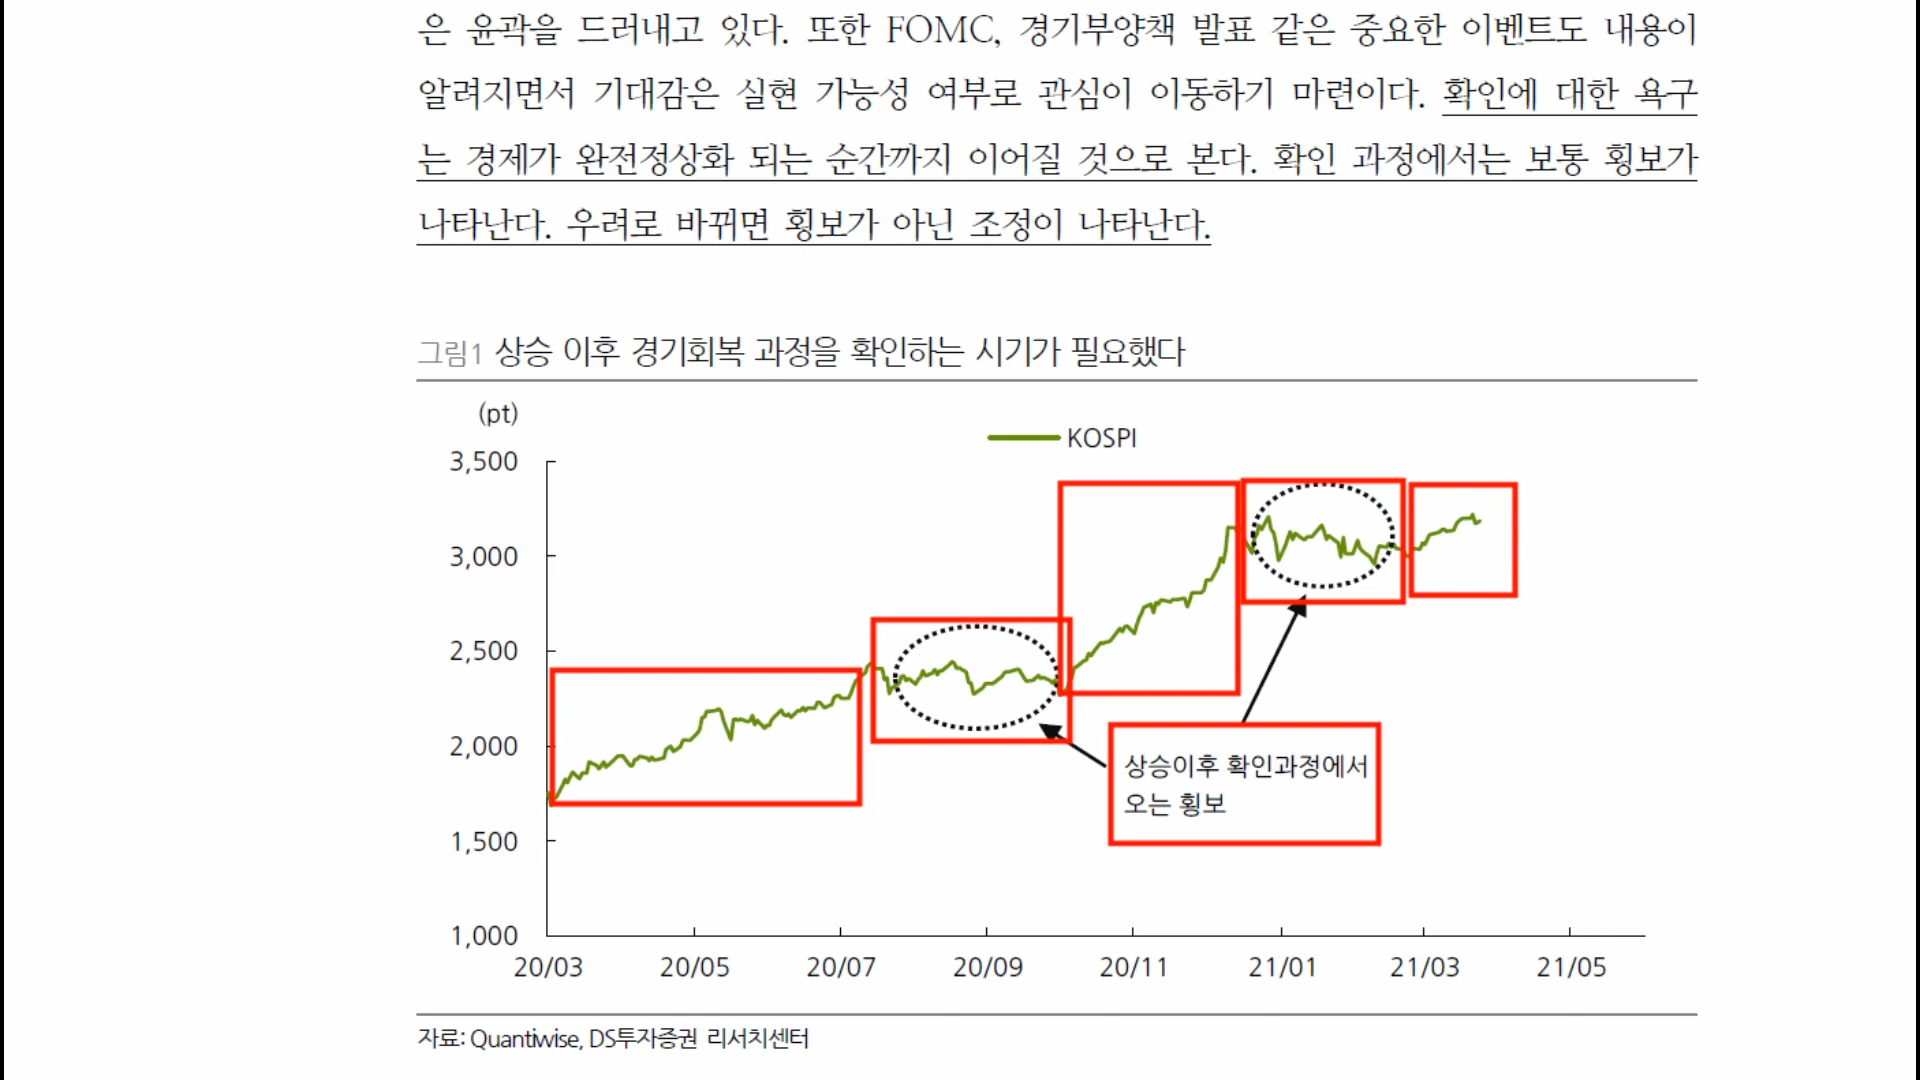 은 윤곽을 드러내고 있다. 또한 FOMC, 경기부양책 발표 같은 중요한 이벤트도 내용이
알려지면서 기대감은 실현 가능성 여부로 관심이 이동하기 마련이다. 확인에 대한 욕구
는 경제가 완전정상화 되는 순간까지 이어질 것으로 본다. 확인 과정에서는 보통 횡보가
나타난다. 우려로 바뀌면 횡보가 아닌 조정이 나타난다.
그림1 상승 이후 경기회복 과정을 확인하는 시기가 필요했다
(pt)
KOSPI
3,500
3,000
2,500
2,000
1,500
1,000
상승이후 확인과정에서
오는 횡보
20/03 20/05 20/07 20/09 20/11 21/01 21/03 21/05
자료: Quantiwise, DS투자증권 리서치센터